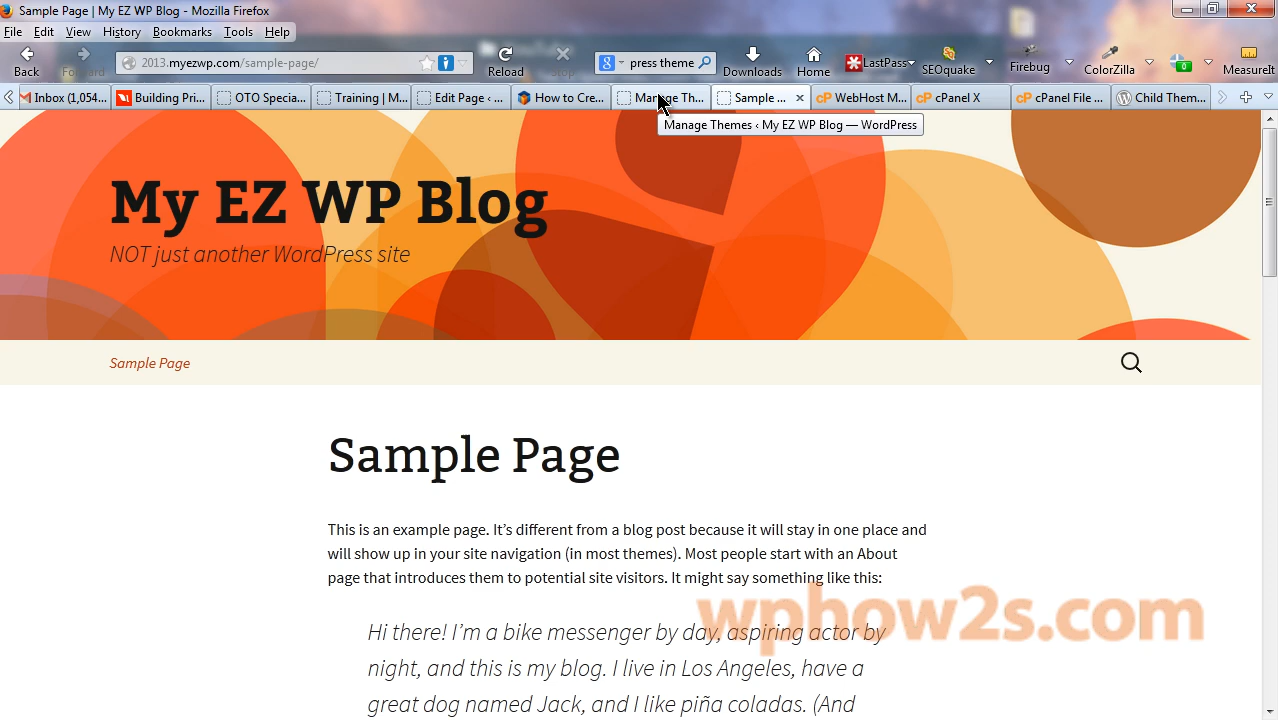 Sample Page | My EZ WP Blog - Mozilla Firefox
File Edit View History Bookmarks Tools Help
2013.myezwp.com/sample-page/
press theme
Back Forward Reload Stop Downloads Home LastPass SEOquake Firebug ColorZilla 0 MeasureIt
Inbox (1,054... Building Pri... OTO Specia... Training | M... Edit Page ‹ ... How to Cre... Manage Th... Sample ... WebHost M... cPanel X cPanel File ... Child Them...
Manage Themes ‹ My EZ WP Blog — WordPress
My EZ WP Blog
NOT just another WordPress site
Sample Page
Sample Page
This is an example page. It's different from a blog post because it will stay in one place and
will show up in your site navigation (in most themes). Most people start with an About
page that introduces them to potential site visitors. It might say something like this:
wphow2s.com
Hi there! I'm a bike messenger by day, aspiring actor by
night, and this is my blog. I live in Los Angeles, have a
great dog named Jack, and I like piña coladas. (And